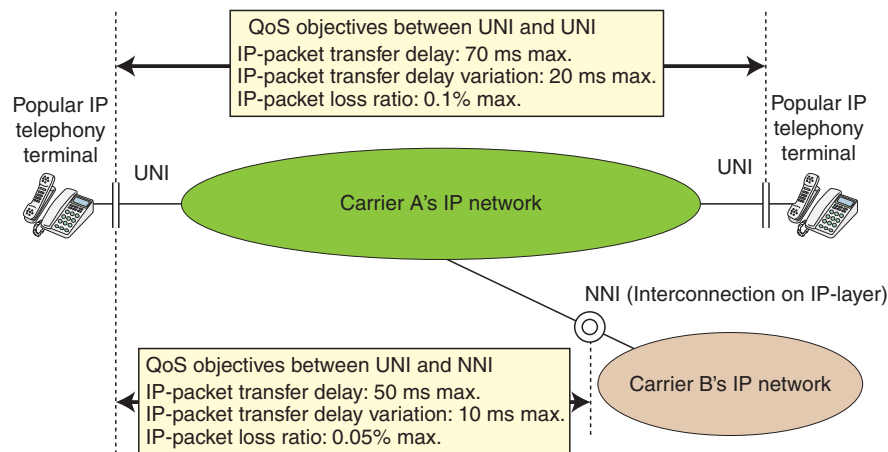 QoS objectives between UNI and UNI
IP-packet transfer delay: 70 ms max.
IP-packet transfer delay variation: 20 ms max.
IP-packet loss ratio: 0.1% max.
Popular IP
telephony
terminal
Popular IP
telephony
terminal
UNI
UNI
Carrier A's IP network
NNI (Interconnection on IP-layer)
QoS objectives between UNI and NNI
IP-packet transfer delay: 50 ms max.
IP-packet transfer delay variation: 10 ms max.
IP-packet loss ratio: 0.05% max.
Carrier B's IP network